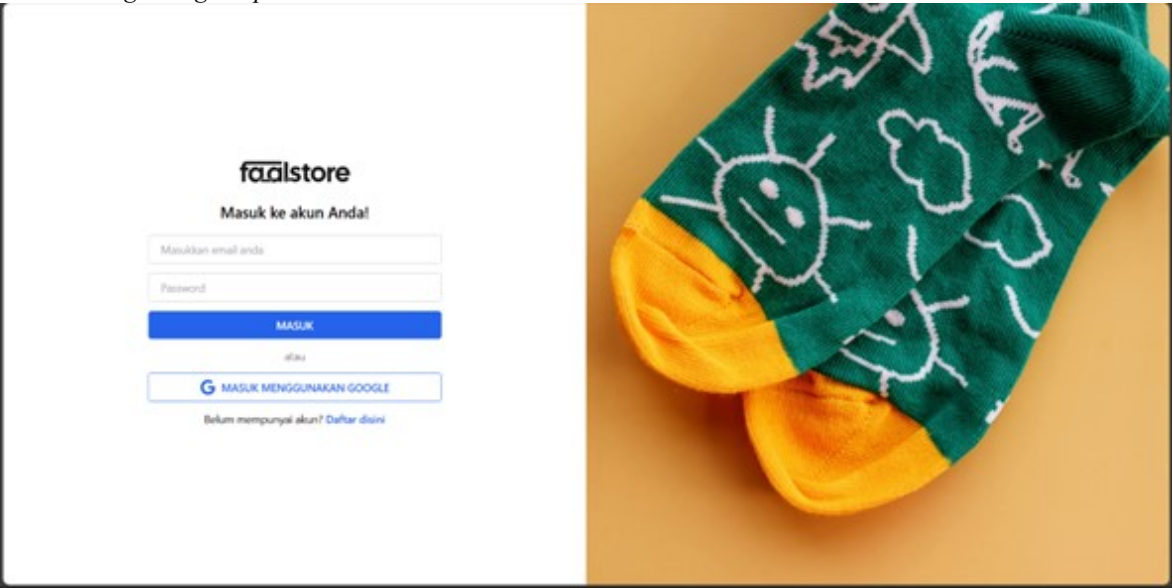 faalstore
Masuk ke akun Anda!
Masukkan email anda
Password
MASUK
atau
G MASUK MENGGUNAKAN GOOGLE
Belum mempunyai akun? Daftar disini